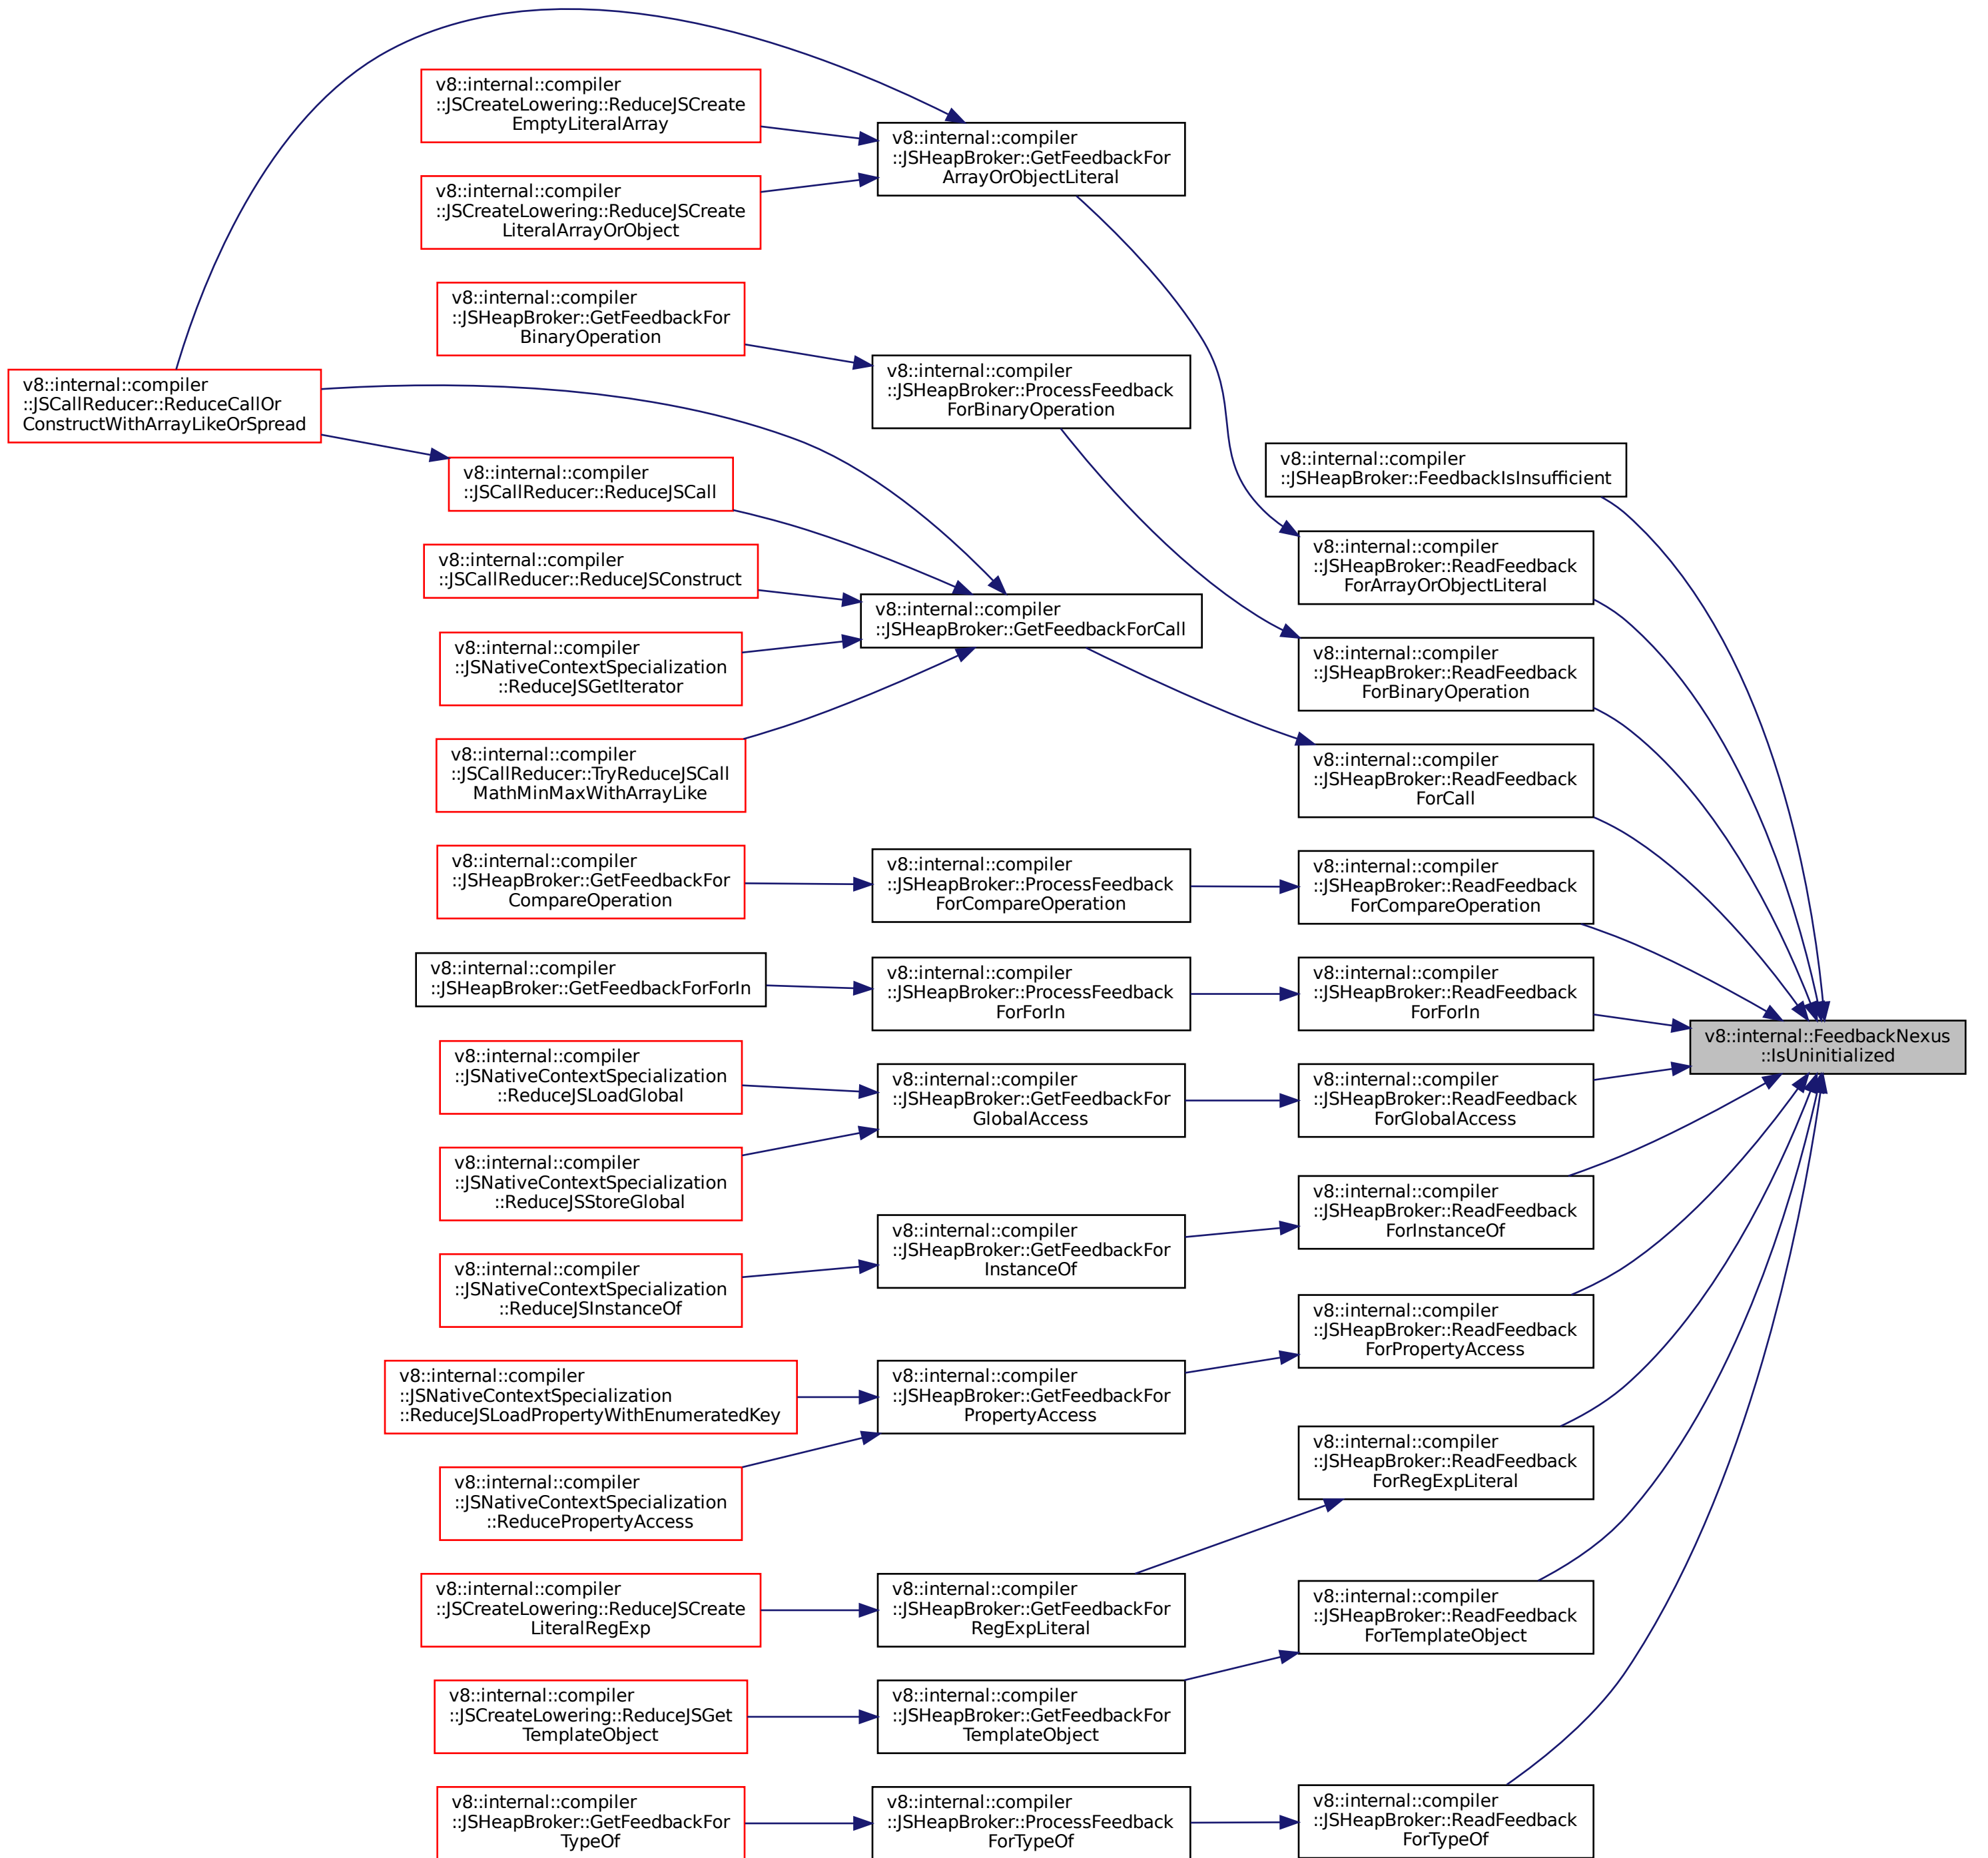 v8::internal::compiler
::JSCreateLowering::ReduceJSCreate
EmptyLiteralArray
v8::internal::compiler
::JSHeapBroker::GetFeedbackFor
ArrayOrObjectLiteral
v8::internal::compiler
::JSCreateLowering::ReduceJSCreate
LiteralArrayOrObject
v8::internal::compiler
::JSHeapBroker::GetFeedbackFor
BinaryOperation
v8::internal::compiler
::JSHeapBroker::ProcessFeedback
ForBinaryOperation
v8::internal::compiler
::JSCallReducer::ReduceCallOr
ConstructWithArrayLikeOrSpread
v8::internal::compiler
::JSHeapBroker::FeedbackIsInsufficient
v8::internal::compiler
::JSCallReducer::ReduceJSCall
v8::internal::compiler
::JSHeapBroker::ReadFeedback
ForArrayOrObjectLiteral
v8::internal::compiler
::JSCallReducer::ReduceJSConstruct
v8::internal::compiler
::JSHeapBroker::GetFeedbackForCall
v8::internal::compiler
::JSNativeContextSpecialization
::ReduceJSGetIterator
v8::internal::compiler
::JSHeapBroker::ReadFeedback
ForBinaryOperation
v8::internal::compiler
::JSCallReducer::TryReduceJSCall
MathMinMaxWithArrayLike
v8::internal::compiler
::JSHeapBroker::ReadFeedback
ForCall
v8::internal::compiler
::JSHeapBroker::GetFeedbackFor
CompareOperation
v8::internal::compiler
::JSHeapBroker::ProcessFeedback
ForCompareOperation
v8::internal::compiler
::JSHeapBroker::ReadFeedback
ForCompareOperation
v8::internal::compiler
::JSHeapBroker::GetFeedbackForForIn
v8::internal::compiler
::JSHeapBroker::ProcessFeedback
ForForIn
v8::internal::compiler
::JSHeapBroker::ReadFeedback
ForForIn
v8::internal::FeedbackNexus
::IsUninitialized
v8::internal::compiler
::JSNativeContextSpecialization
::ReduceJSLoadGlobal
v8::internal::compiler
::JSHeapBroker::GetFeedbackFor
GlobalAccess
v8::internal::compiler
::JSHeapBroker::ReadFeedback
ForGlobalAccess
v8::internal::compiler
::JSNativeContextSpecialization
::ReduceJSStoreGlobal
v8::internal::compiler
::JSHeapBroker::ReadFeedback
ForInstanceOf
v8::internal::compiler
::JSHeapBroker::GetFeedbackFor
InstanceOf
v8::internal::compiler
::JSNativeContextSpecialization
::ReduceJSInstanceOf
v8::internal::compiler
::JSHeapBroker::ReadFeedback
ForPropertyAccess
v8::internal::compiler
::JSNativeContextSpecialization
::ReduceJSLoadPropertyWithEnumeratedKey
v8::internal::compiler
::JSHeapBroker::GetFeedbackFor
PropertyAccess
v8::internal::compiler
::JSHeapBroker::ReadFeedback
ForRegExpLiteral
v8::internal::compiler
::JSNativeContextSpecialization
::ReducePropertyAccess
v8::internal::compiler
::JSCreateLowering::ReduceJSCreate
LiteralRegExp
v8::internal::compiler
::JSHeapBroker::GetFeedbackFor
RegExpLiteral
v8::internal::compiler
::JSHeapBroker::ReadFeedback
ForTemplateObject
v8::internal::compiler
::JSCreateLowering::ReduceJSGet
TemplateObject
v8::internal::compiler
::JSHeapBroker::GetFeedbackFor
TemplateObject
v8::internal::compiler
::JSHeapBroker::GetFeedbackFor
TypeOf
v8::internal::compiler
::JSHeapBroker::ProcessFeedback
ForTypeOf
v8::internal::compiler
::JSHeapBroker::ReadFeedback
ForTypeOf